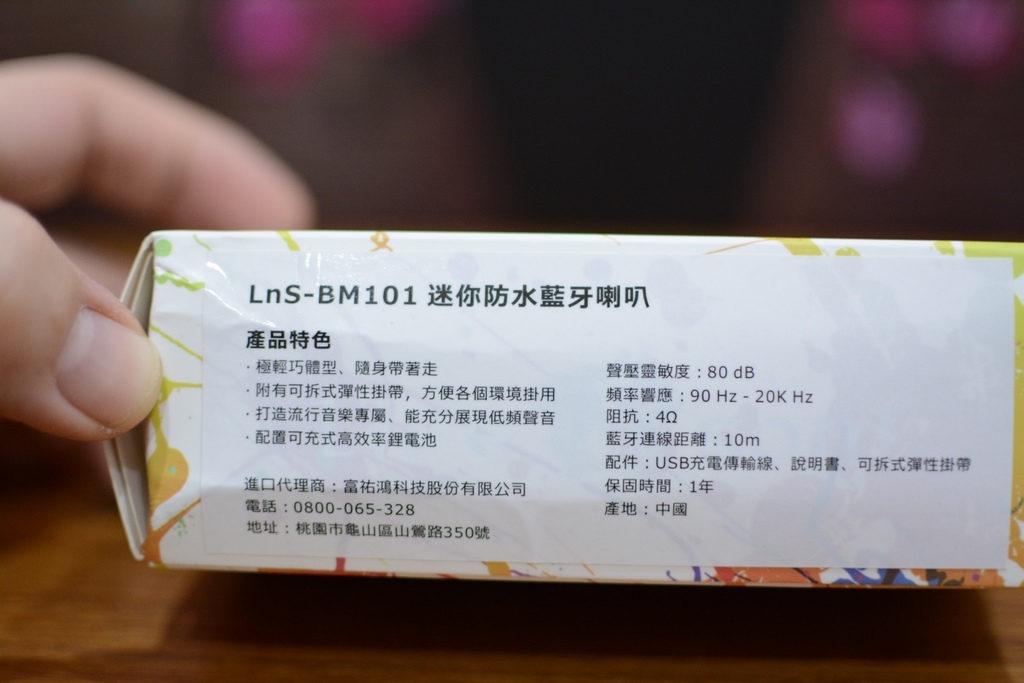 LnS-BM101 迷你防水藍牙喇叭
產品特色
· 極輕巧體型、隨身帶著走
· 附有可拆式彈性掛帶，方便各個環境掛用
· 打造流行音樂專屬、能充分展現低頻聲音
· 配置可充式高效率鋰電池
進口代理商：富祐鴻科技股份有限公司
電話：0800-065-328
地址：桃園市龜山區山鶯路350號
聲壓靈敏度：80 dB
頻率響應：90 Hz - 20K Hz
阻抗：4Ω
藍牙連線距離：10m
配件：USB充電傳輸線、說明書、可拆式彈性掛帶
保固時間：1年
產地：中國